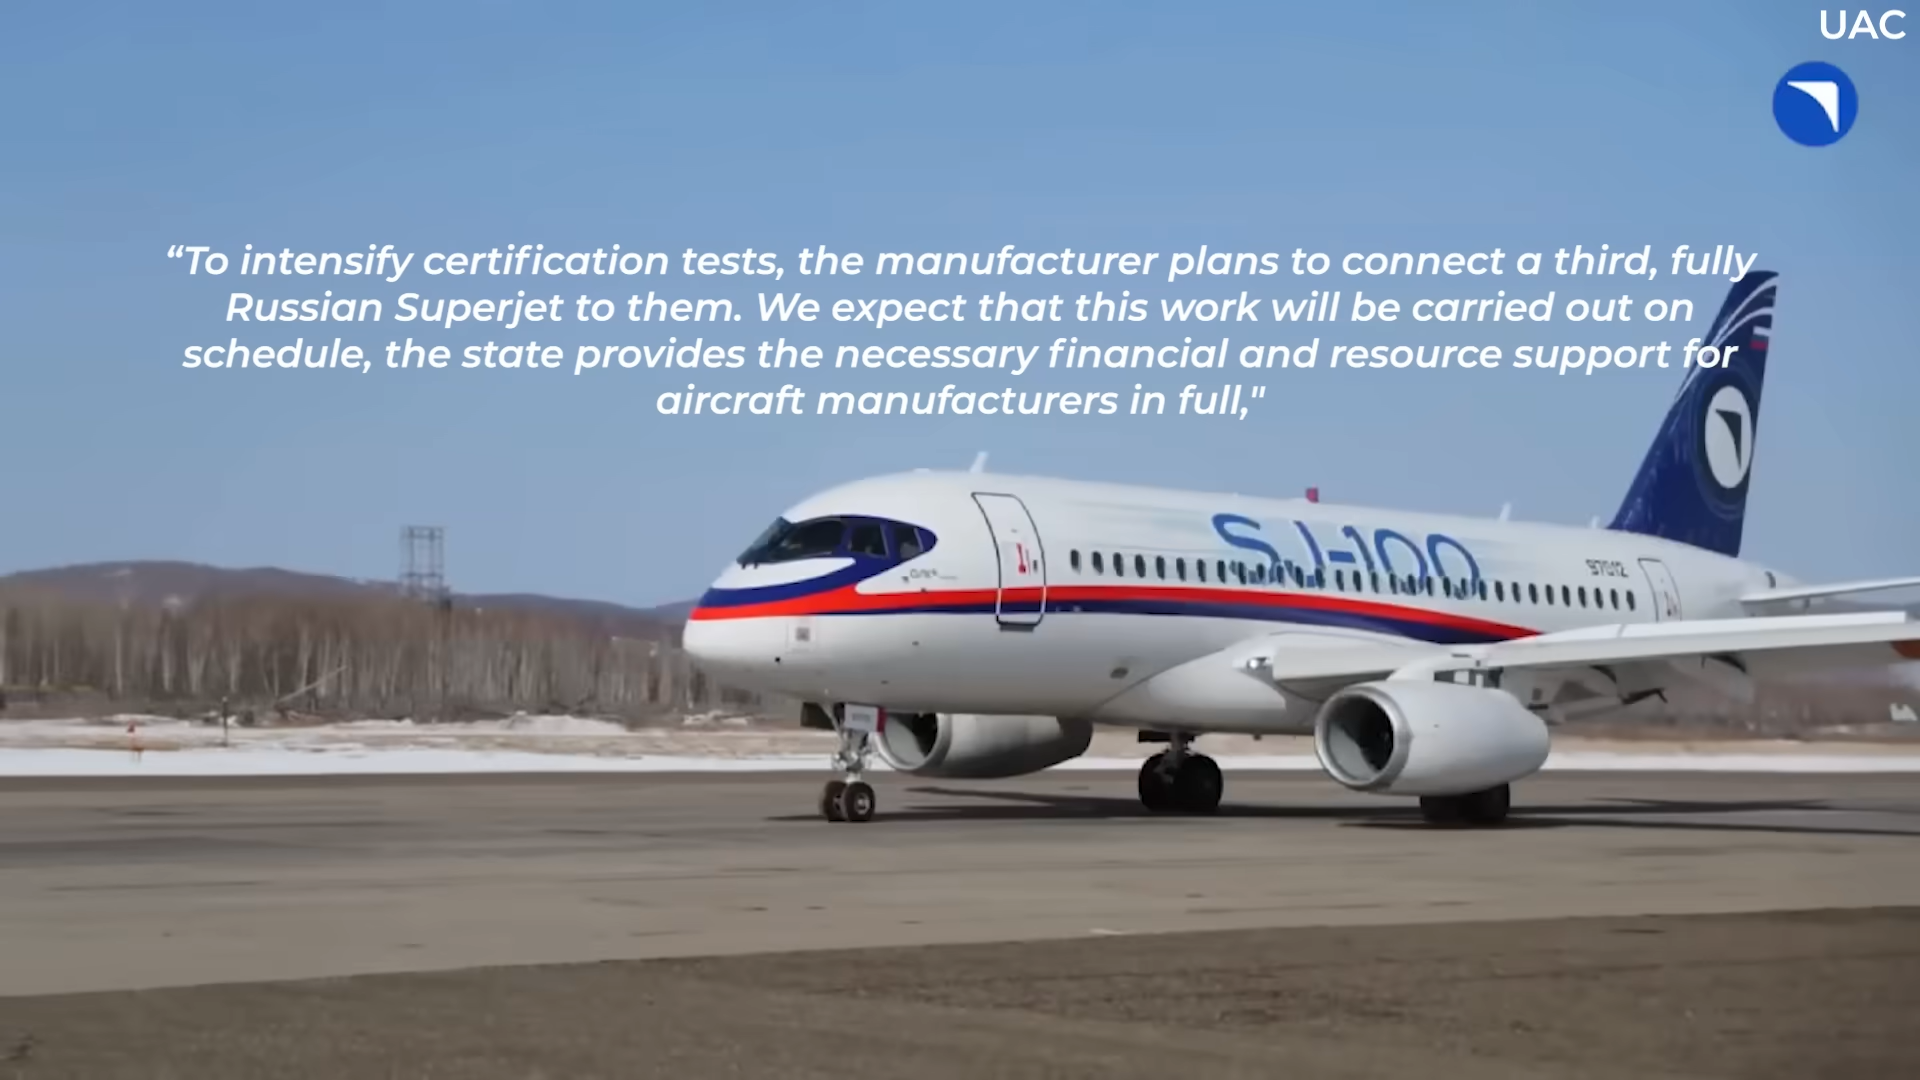 UAC
“To intensify certification tests, the manufacturer plans to connect a third, fully
Russian Superjet to them. We expect that this work will be carried out on
schedule, the state provides the necessary financial and resource support for
aircraft manufacturers in full,"
SJ-100
97012